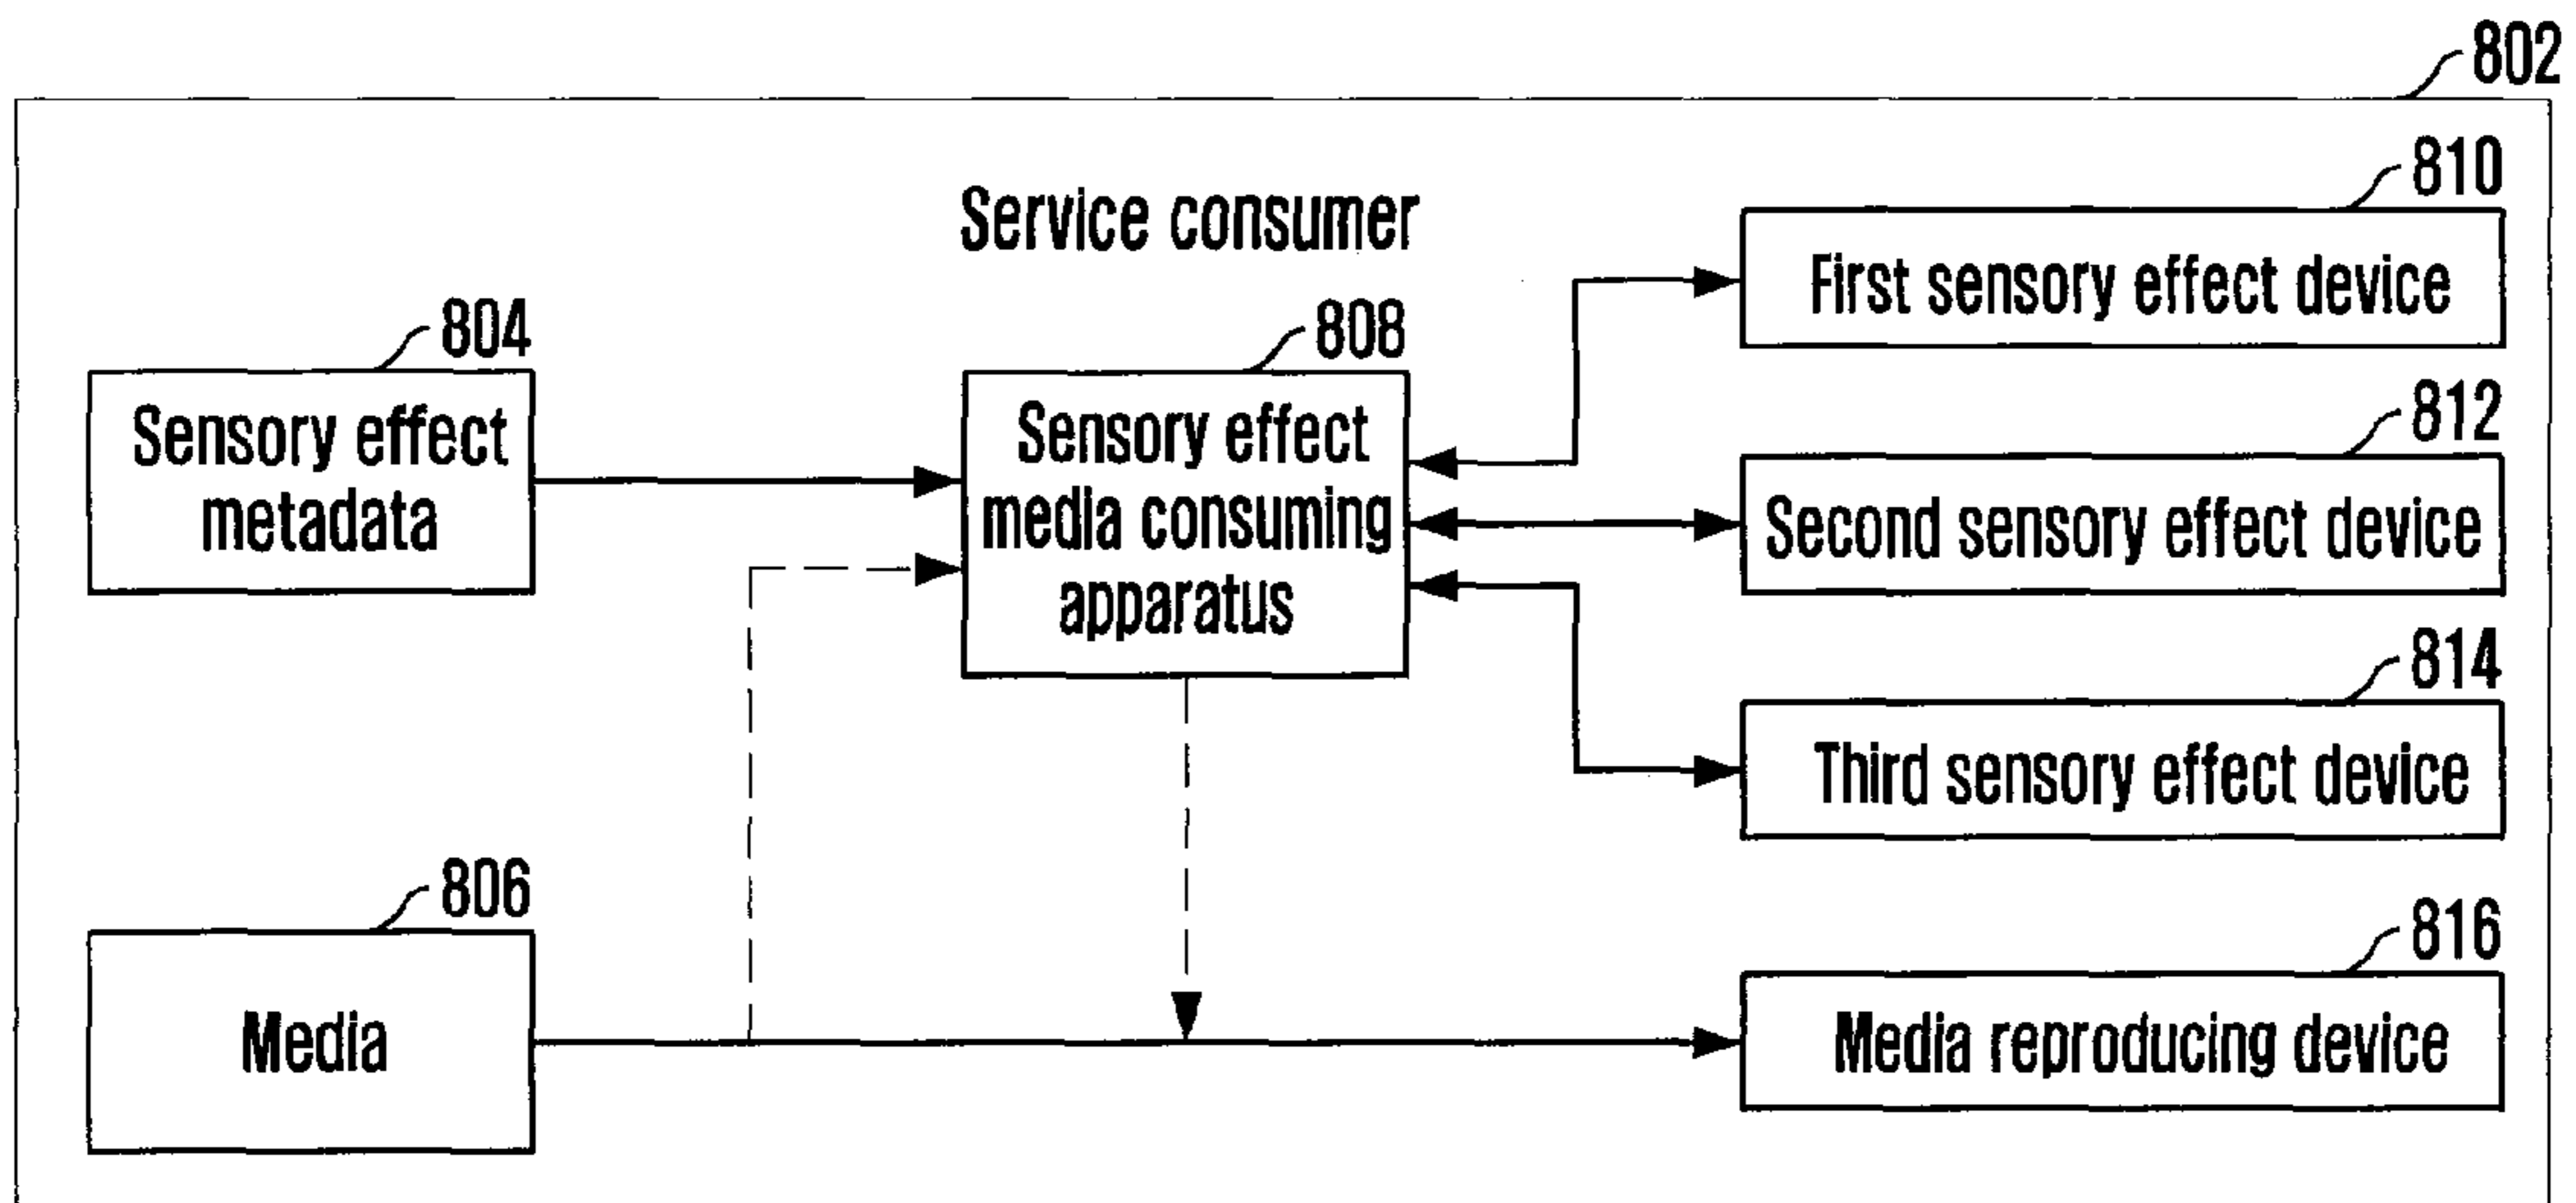 802
Service consumer
804
Sensory effect
metadata
806
Media
808
Sensory effect
media consuming
apparatus
810
First sensory effect device
812
Second sensory effect device
814
Third sensory effect device
816
Media reproducing device